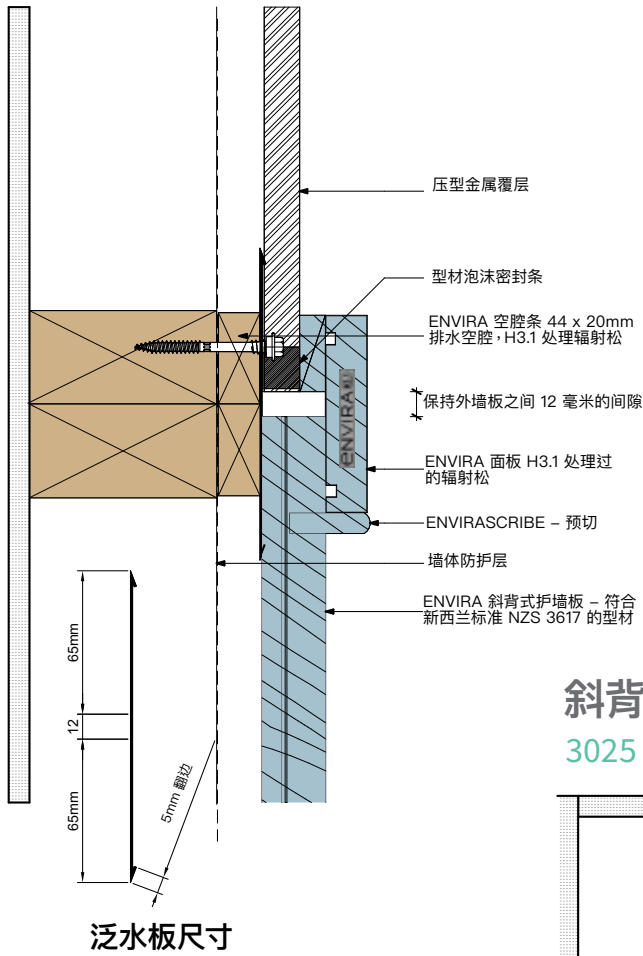 压型金属覆层
型材泡沫密封条
ENVIRA 空腔条 44 x 20mm
排水空腔，H3.1 处理辐射松
保持外墙板之间 12 毫米的间隙
ENVIRA
ENVIRA 面板 H3.1 处理过
的辐射松
ENVIRASCRIBE – 预切
墙体防护层
ENVIRA 斜背式护墙板 – 符合
新西兰标准 NZS 3617 的型材
65mm
12
65mm
5mm 翻边
泛水板尺寸
斜背
3025